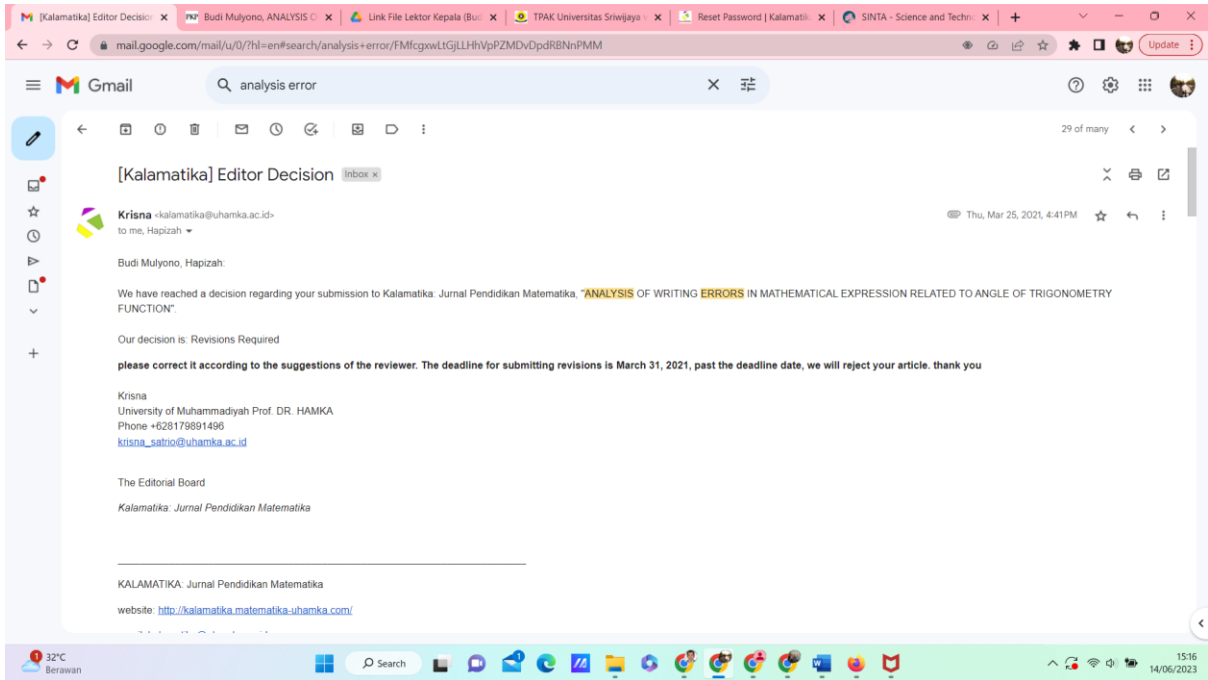 [Kalamatika] Editor Decision
Budi Mulyono, ANALYSIS O
Link File Lektor Kepala (Bud
TPAK Universitas Sriwijaya
Reset Password | Kalamatik
SINTA - Science and Techn
mail.google.com/mail/u/0/?hl=en#search/analysis+error/FMfcgxwLtGjLLHhVpPZMDvDpdRBNnPMM
Update
Gmail
analysis error
29 of many
[Kalamatika] Editor Decision Inbox ×
Krisna <kalamatika@uhamka.ac.id>
Thu, Mar 25, 2021, 4:41 PM
to me, Hapizah
Budi Mulyono, Hapizah:
We have reached a decision regarding your submission to Kalamatika: Jurnal Pendidikan Matematika, "ANALYSIS OF WRITING ERRORS IN MATHEMATICAL EXPRESSION RELATED TO ANGLE OF TRIGONOMETRY
FUNCTION".
Our decision is: Revisions Required
please correct it according to the suggestions of the reviewer. The deadline for submitting revisions is March 31, 2021, past the deadline date, we will reject your article. thank you
Krisna
University of Muhammadiyah Prof. DR. HAMKA
Phone +628179891496
krisna_satrio@uhamka.ac.id
The Editorial Board
Kalamatika: Jurnal Pendidikan Matematika
KALAMATIKA: Jurnal Pendidikan Matematika
website: http://kalamatika.matematika-uhamka.com/
1
32°C
Berawan
Search
15:16
14/06/2023